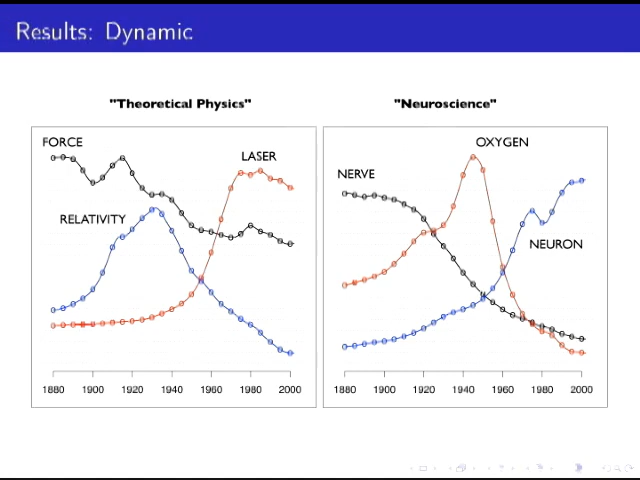 Results: Dynamic
"Theoretical Physics"
FORCE
LASER
RELATIVITY
1880 1900 1920 1940 1960 1980 2000
"Neuroscience"
OXYGEN
NERVE
NEURON
1880 1900 1920 1940 1960 1980 2000